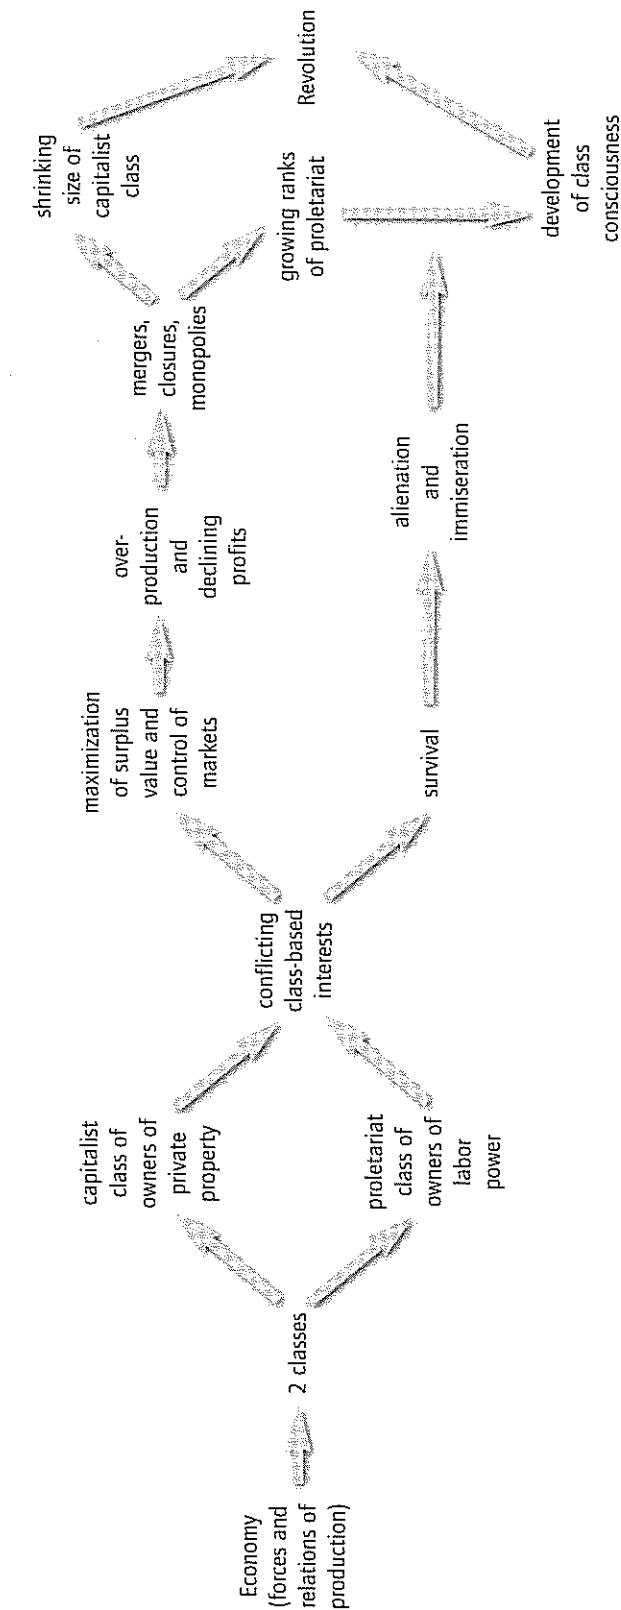 Economy
(forces and
relations of
production)
2 classes
capitalist
class of
owners of
private
property
proletariat
class of
owners of
labor
power
conflicting
class-based
interests
maximization
of surplus
value and
control of
markets
survival
over-
production
and
declining
profits
alienation
and
immiseration
mergers,
closures,
monopolies
shrinking
size of
capitalist
class
growing ranks
of proletariat
development
of class
consciousness
Revolution